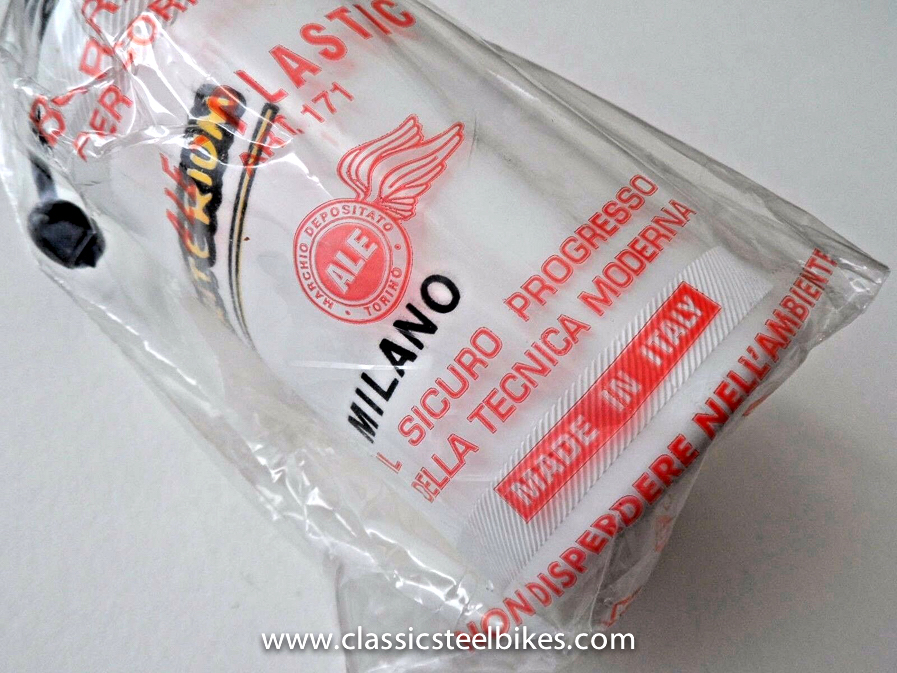 PLASTIC
ART. 171
MARCHIO DEPOSITATO
ALE
TORINO
MILANO
IL SICURO PROGRESSO
DELLA TECNICA MODERNA
MADE IN ITALY
NON DISPERDERE NELL'AMBIENTE
www.classicsteelbikes.com